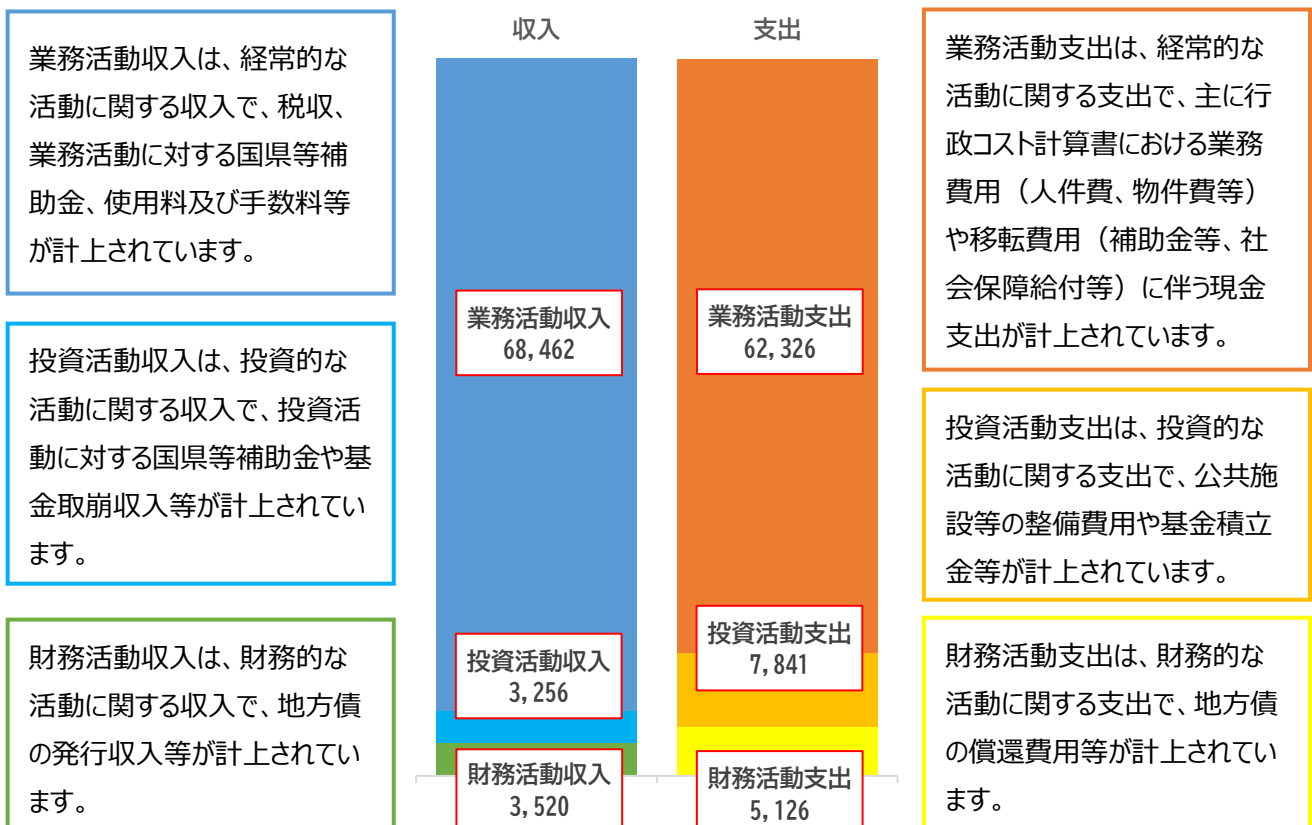 業務活動収入は、経常的な
活動に関する収入で、税収、
業務活動に対する国県等補
助金、使用料及び手数料等
が計上されています。
投資活動収入は、投資的な
活動に関する収入で、投資活
動に対する国県等補助金や基
金取崩収入等が計上されてい
ます。
財務活動収入は、財務的な
活動に関する収入で、地方債
の発行収入等が計上されてい
ます。
収入
支出
業務活動収入
68,462
業務活動支出
62,326
投資活動収入
3,256
投資活動支出
7,841
財務活動収入
3,520
財務活動支出
5,126
業務活動支出は、経常的な
活動に関する支出で、主に行
政コスト計算書における業務
費用（人件費、物件費等）
や移転費用（補助金等、社
会保障給付等）に伴う現金
支出が計上されています。
投資活動支出は、投資的な
活動に関する支出で、公共施
設等の整備費用や基金積立
金等が計上されています。
財務活動支出は、財務的な
活動に関する支出で、地方債
の償還費用等が計上されてい
ます。